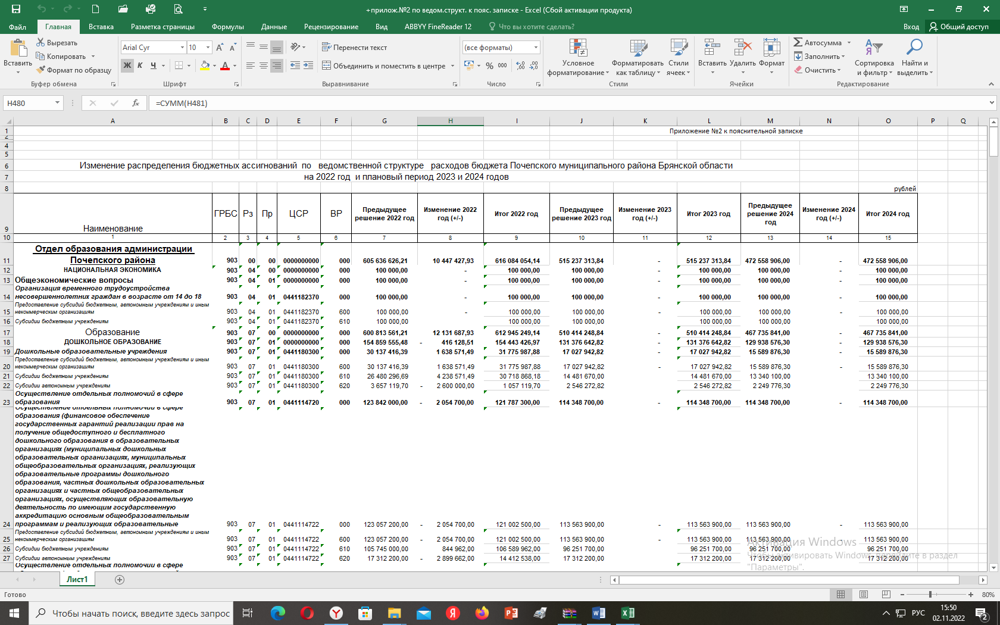 +прилож.№2 по ведом.структ. к пояс. записке - Excel (Сбой активации продукта)
Файл Главная Вставка Разметка страницы Формулы Данные Рецензирование Вид ABBYY FineReader 12 Что вы хотите сделать? Вход Общий доступ
Вставить Вырезать Копировать Формат по образцу
Буфер обмена
Arial Cyr 10 Ж К Ч
Шрифт
Перенести текст
Объединить и поместить в центре
Выравнивание
(все форматы) % 000
Число
Условное форматирование Форматировать как таблицу Стили ячеек
Стили
Вставить Удалить Формат
Ячейки
Автосумма Заполнить Очистить Сортировка и фильтр Найти и выделить
Редактирование
H480 fx =СУММ(H481)
A B C D E F G H I J K L M N O P Q
1 Приложение №2 к пояснительной записке
2
4
5
6 Изменение распределения бюджетных ассигнований по ведомственной структуре расходов бюджета Почепского муниципального района Брянской области
7 на 2022 год и плановый период 2023 и 2024 годов
8 рублей
9 Наименование ГРБС Рз Пр ЦСР ВР Предыдущее решение 2022 год Изменение 2022 год (+/-) Итог 2022 год Предыдущее решение 2023 год Изменение 2023 год (+/-) Итог 2023 год Предыдущее решение 2024 год Изменение 2024 год (+/-) Итог 2024 год
10 1 2 3 4 5 6 7 8 9 10 11 12 13 14 15
Отдел образования администрации
11 Почепского района 903 00 00 0000000000 000 605 636 626,21 10 447 427,93 616 084 054,14 515 237 313,84 - 515 237 313,84 472 558 906,00 - 472 558 906,00
12 НАЦИОНАЛЬНАЯ ЭКОНОМИКА 903 04 00 0000000000 000 100 000,00 - 100 000,00 100 000,00 - 100 000,00 100 000,00 - 100 000,00
13 Общеэкономические вопросы 903 04 01 0000000000 000 100 000,00 - 100 000,00 100 000,00 - 100 000,00 100 000,00 - 100 000,00
Организация временного трудоустройства
14 несовершеннолетних граждан в возрасте от 14 до 18 903 04 01 0441182370 000 100 000,00 - 100 000,00 100 000,00 - 100 000,00 100 000,00 - 100 000,00
Предоставление субсидий бюджетным, автономным учреждениям и иным
15 некоммерческим организациям 903 04 01 0441182370 600 100 000,00 - 100 000,00 100 000,00 - 100 000,00 100 000,00 - 100 000,00
16 Субсидии бюджетным учреждениям 903 04 01 0441182370 610 100 000,00 100 000,00 100 000,00 100 000,00 100 000,00 100 000,00
17 Образование 903 07 00 0000000000 000 600 813 561,21 12 131 687,93 612 945 249,14 510 414 248,84 - 510 414 248,84 467 735 841,00 - 467 735 841,00
18 ДОШКОЛЬНОЕ ОБРАЗОВАНИЕ 903 07 01 0000000000 000 154 859 555,48 - 416 128,51 154 443 426,97 131 376 642,82 - 131 376 642,82 129 938 576,30 - 129 938 576,30
19 Дошкольные образовательные учреждения 903 07 01 0441180300 000 30 137 416,39 1 638 571,49 31 775 987,88 17 027 942,82 - 17 027 942,82 15 589 876,30 - 15 589 876,30
Предоставление субсидий бюджетным, автономным учреждениям и иным
20 некоммерческим организациям 903 07 01 0441180300 600 30 137 416,39 1 638 571,49 31 775 987,88 17 027 942,82 - 17 027 942,82 15 589 876,30 - 15 589 876,30
21 Субсидии бюджетным учреждениям 903 07 01 0441180300 610 26 480 296,69 4 238 571,49 30 718 868,18 14 481 670,00 14 481 670,00 13 340 100,00 13 340 100,00
22 Субсидии автономным учреждениям 903 07 01 0441180300 620 3 657 119,70 - 2 600 000,00 1 057 119,70 2 546 272,82 2 546 272,82 2 249 776,30 2 249 776,30
Осуществление отдельных полномочий в сфере
23 образования 903 07 01 0441114720 000 123 842 000,00 - 2 054 700,00 121 787 300,00 114 348 700,00 - 114 348 700,00 114 348 700,00 - 114 348 700,00
Осуществление отдельных полномочий в сфере
образования (финансовое обеспечение
государственных гарантий реализации прав на
получение общедоступного и бесплатного
дошкольного образования в образовательных
организациях (муниципальных дошкольных
образовательных организациях, муниципальных
общеобразовательных организациях, реализующих
образовательные программы дошкольного
образования, частных дошкольных образовательных
организациях и частных общеобразовательных
организациях, осуществляющих образовательную
деятельность по имеющим государственную
аккредитацию основным общеобразовательным
24 программам и реализующих образовательные 903 07 01 0441114722 000 123 057 200,00 - 2 054 700,00 121 002 500,00 113 563 900,00 - 113 563 900,00 113 563 900,00 - 113 563 900,00
Предоставление субсидий бюджетным, автономным учреждениям и иным
25 некоммерческим организациям 903 07 01 0441114722 600 123 057 200,00 - 2 054 700,00 121 002 500,00 113 563 900,00 - 113 563 900,00 113 563 900,00 - 113 563 900,00
26 Субсидии бюджетным учреждениям 903 07 01 0441114722 610 105 745 000,00 844 962,00 106 589 962,00 96 251 700,00 96 251 700,00 96 251 700,00 96 251 700,00
27 Субсидии автономным учреждениям 903 07 01 0441114722 620 17 312 200,00 - 2 899 662,00 14 412 538,00 17 312 200,00 17 312 200,00 17 312 200,00 17 312 200,00
Осуществление отдельных полномочий в сфере
Активация Windows
Чтобы активировать Windows, перейдите в раздел
"Параметры".
Лист1
Готово 80%
Чтобы начать поиск, введите здесь запрос
РУС 15:50
02.11.2022 2